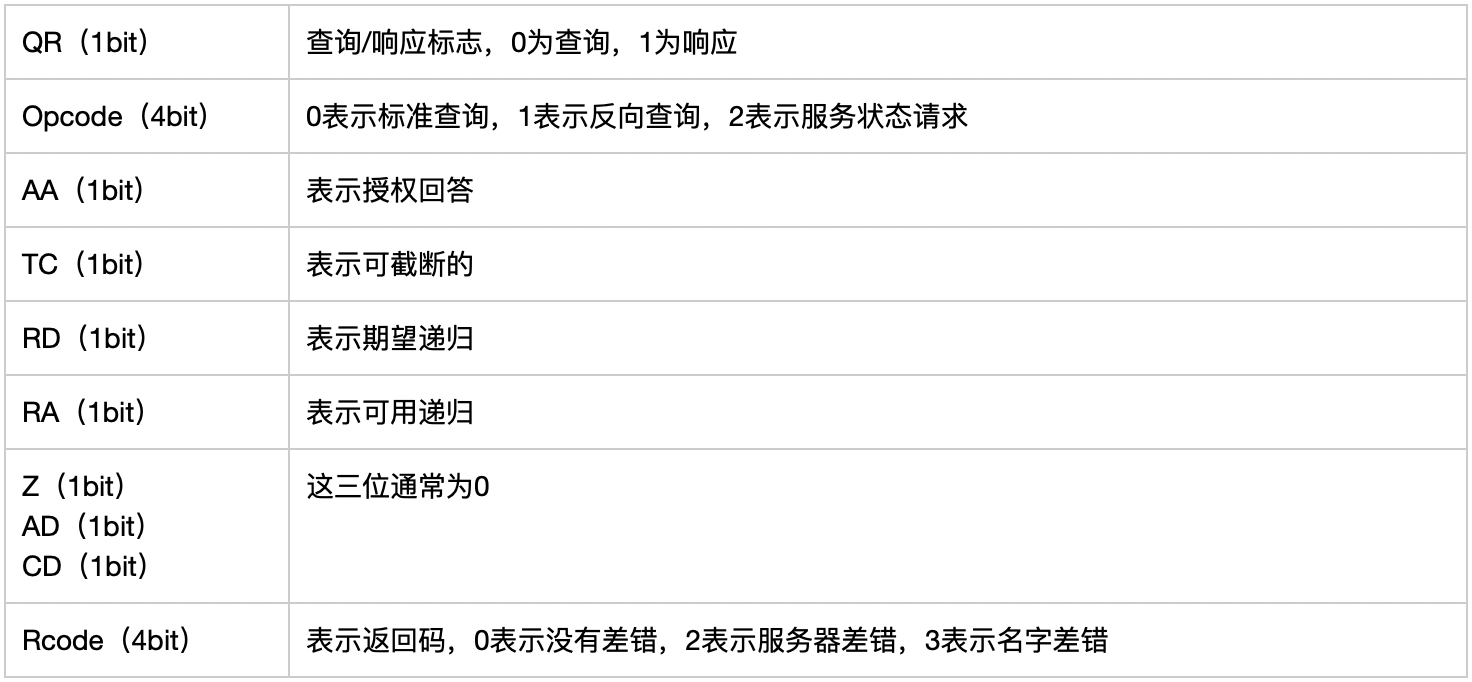 QR（1bit）
查询/响应标志，0为查询，1为响应
Opcode（4bit）
0表示标准查询，1表示反向查询，2表示服务状态请求
AA（1bit）
表示授权回答
TC（1bit）
表示可截断的
RD（1bit）
表示期望递归
RA（1bit）
表示可用递归
Z（1bit）
AD（1bit）
CD（1bit）
这三位通常为0
Rcode（4bit）
表示返回码，0表示没有差错，2表示服务器差错，3表示名字差错